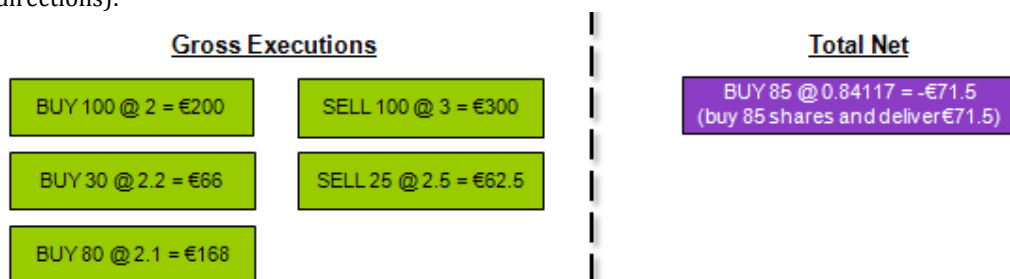 directions).
Gross Executions
Total Net
BUY 100 @ 2 = €200
SELL 100 @ 3 = €300
BUY 85 @ 0.84117 = -€71.5
(buy 85 shares and deliver €71.5)
BUY 30 @ 2.2 = €66
SELL 25 @ 2.5 = €62.5
BUY 80 @ 2.1 = €168